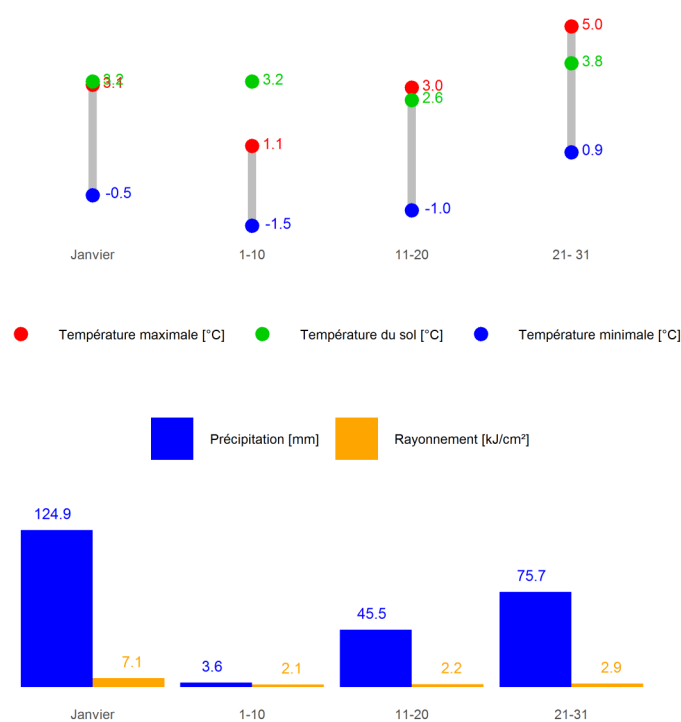 5.0
3.2 3.2 3.0 3.8
3.1 2.6
1.1
0.9
-0.5 -1.0
-1.5
Janvier 1-10 11-20 21- 31
Température maximale [°C] Température du sol [°C] Température minimale [°C]
Précipitation [mm] Rayonnement [kJ/cm²]
124.9
75.7
45.5
7.1 3.6 2.1 2.2 2.9
Janvier 1-10 11-20 21-31